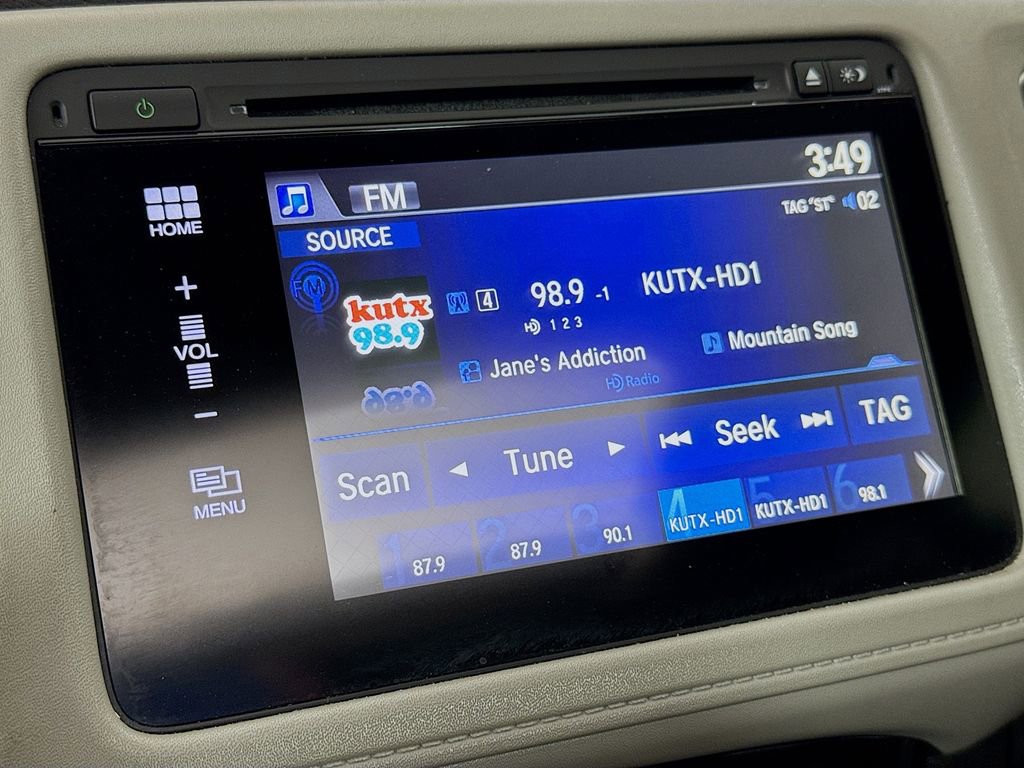 3:49
FM
TAG "ST" 02
HOME
SOURCE
FM
kutx
98.9
4
98.9 -1
KUTX-HD1
HD 1 2 3
+
VOL
-
Jane's Addiction
Mountain Song
HD Radio
Scan
Tune
Seek
TAG
MENU
1 87.9
2 87.9
3 90.1
4 KUTX-HD1
5 KUTX-HD1
6 98.1